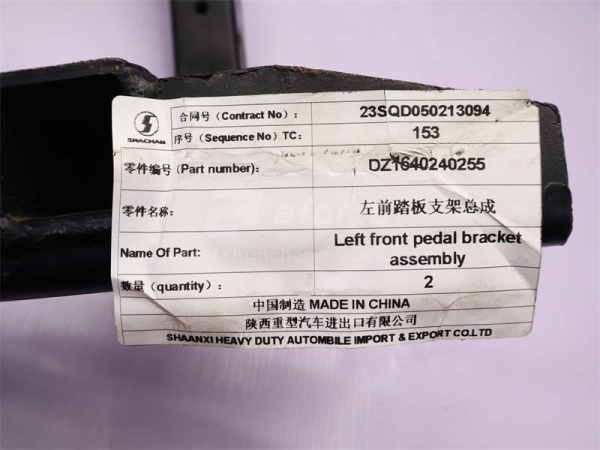 SHACMAN
合同号（Contract No）：
23SQD050213094
序号（Sequence No）TC：
153
零件编号（Part number):
DZ1640240255
零件名称：
左前踏板支架总成
Name Of Part:
Left front pedal bracket
assembly
数量（quantity）：
2
中国制造 MADE IN CHINA
陕西重型汽车进出口有限公司
SHAANXI HEAVY DUTY AUTOMBILE IMPORT & EXPORT CO.LTD